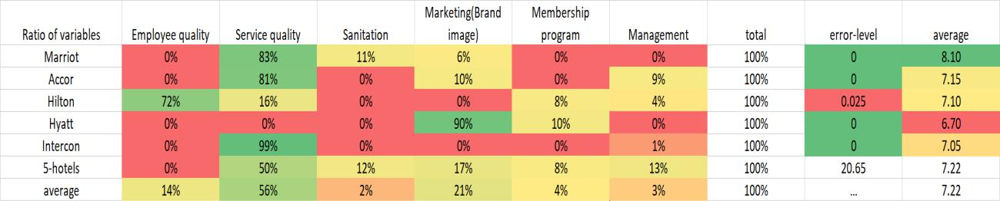 Ratio of variables Employee quality Service quality Sanitation Marketing(Brand image) Membership program Management total error-level average
Marriot 0% 83% 11% 6% 0% 0% 100% 0 8.10
Accor 0% 81% 0% 10% 0% 9% 100% 0 7.15
Hilton 72% 16% 0% 0% 8% 4% 100% 0.025 7.10
Hyatt 0% 0% 0% 90% 10% 0% 100% 0 6.70
Intercon 0% 99% 0% 0% 0% 1% 100% 0 7.05
5-hotels 0% 50% 12% 17% 8% 13% 100% 20.65 7.22
average 14% 56% 2% 21% 4% 3% 100% ... 7.22